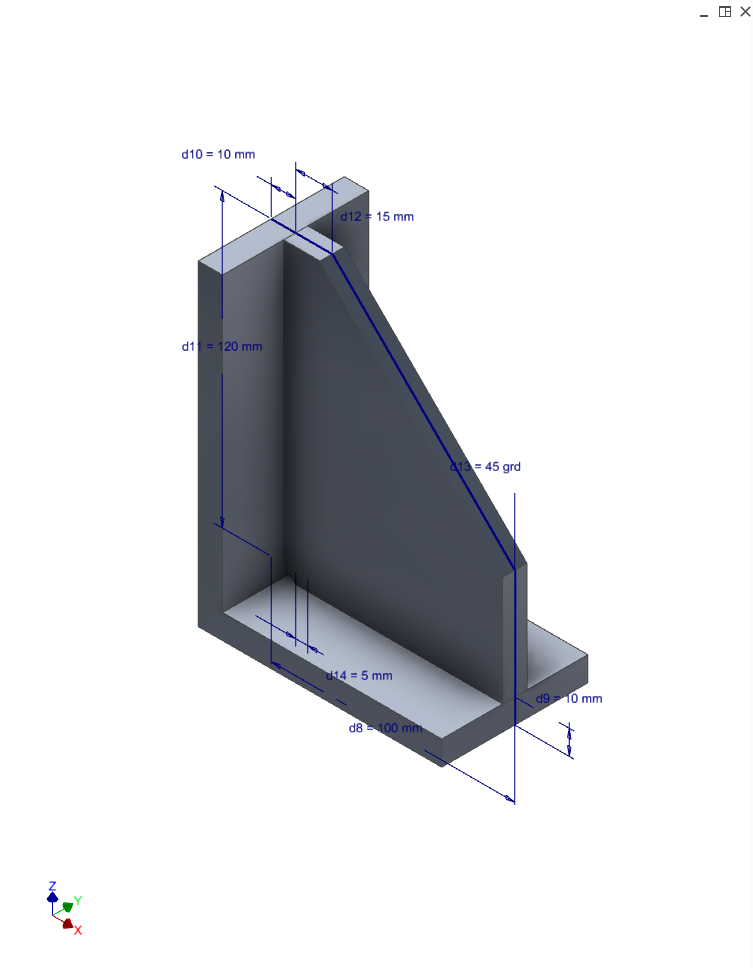 d10 = 10 mm
d12 = 15 mm
d11 = 120 mm
d13 = 45 grd
d14 = 5 mm
d9 = 10 mm
d8 = 100 mm
Z
Y
X